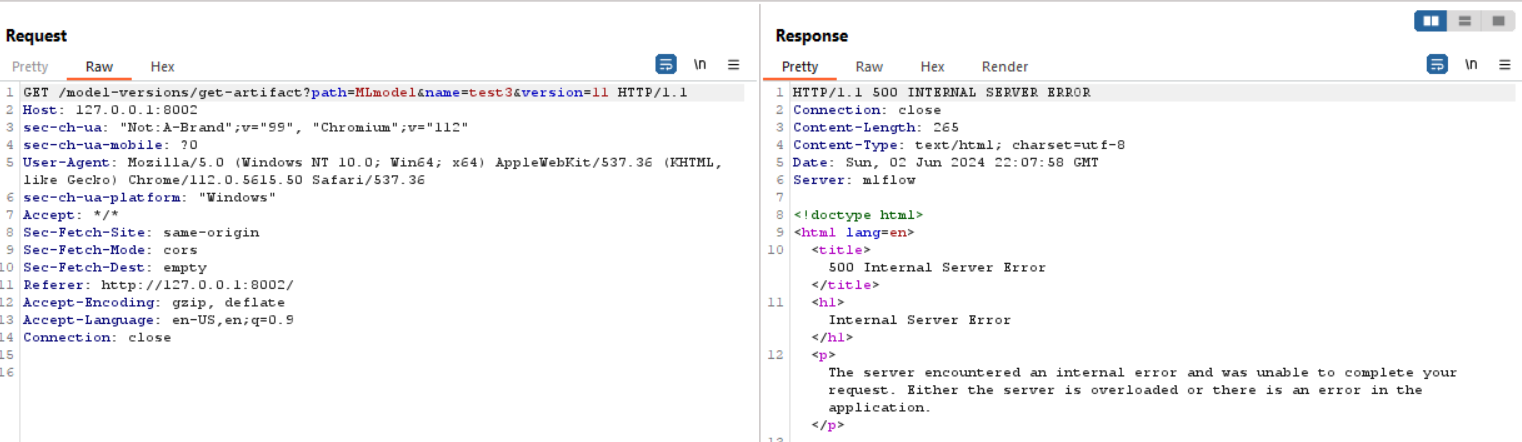 Request
Pretty Raw Hex \n
1 GET /model-versions/get-artifact?path=MLmodel&name=test3&version=11 HTTP/1.1
2 Host: 127.0.0.1:8002
3 sec-ch-ua: "Not:A-Brand";v="99", "Chromium";v="112"
4 sec-ch-ua-mobile: ?0
5 User-Agent: Mozilla/5.0 (Windows NT 10.0; Win64; x64) AppleWebKit/537.36 (KHTML,
like Gecko) Chrome/112.0.5615.50 Safari/537.36
6 sec-ch-ua-platform: "Windows"
7 Accept: */*
8 Sec-Fetch-Site: same-origin
9 Sec-Fetch-Mode: cors
10 Sec-Fetch-Dest: empty
11 Referer: http://127.0.0.1:8002/
12 Accept-Encoding: gzip, deflate
13 Accept-Language: en-US,en;q=0.9
14 Connection: close
15
16
Response
Pretty Raw Hex Render \n
1 HTTP/1.1 500 INTERNAL SERVER ERROR
2 Connection: close
3 Content-Length: 265
4 Content-Type: text/html; charset=utf-8
5 Date: Sun, 02 Jun 2024 22:07:58 GMT
6 Server: mlflow
7
8 <!doctype html>
9 <html lang=en>
10 <title>
500 Internal Server Error
</title>
11 <h1>
Internal Server Error
</h1>
12 <p>
The server encountered an internal error and was unable to complete your
request. Either the server is overloaded or there is an error in the
application.
</p>